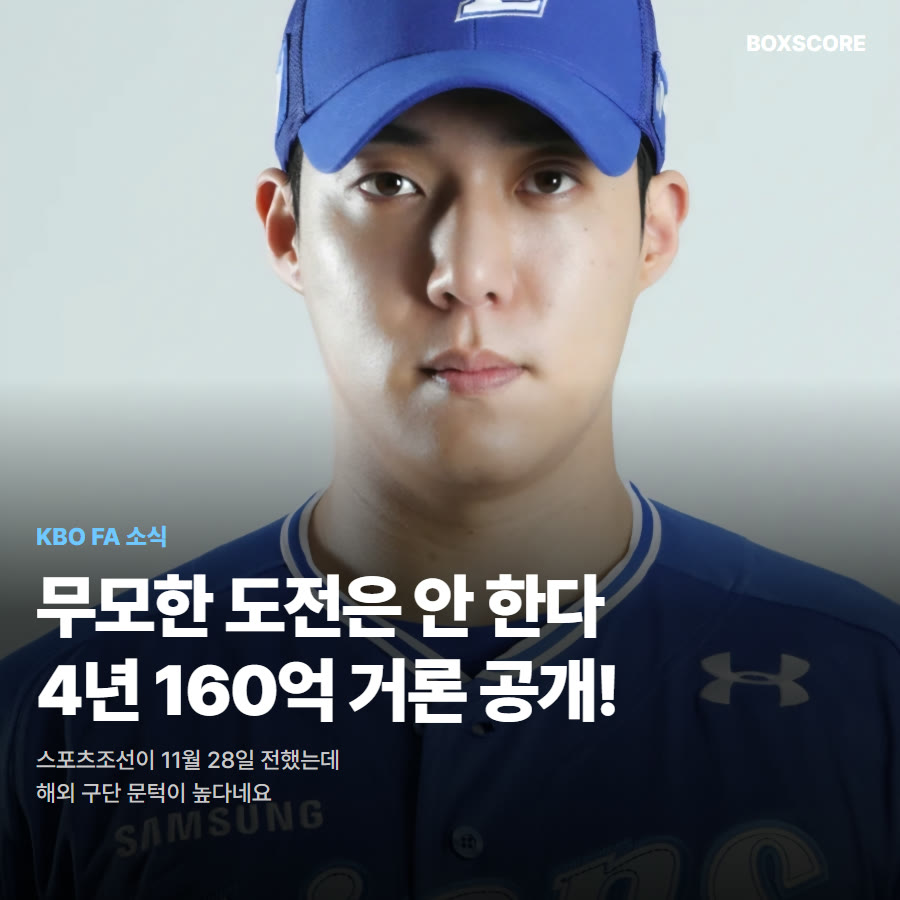 BOXSCORE
KBO FA 소식
무모한 도전은 안 한다
4년 160억 거론 공개!
스포츠조선이 11월 28일 전했는데
해외 구단 문턱이 높다네요
SAMSUNG